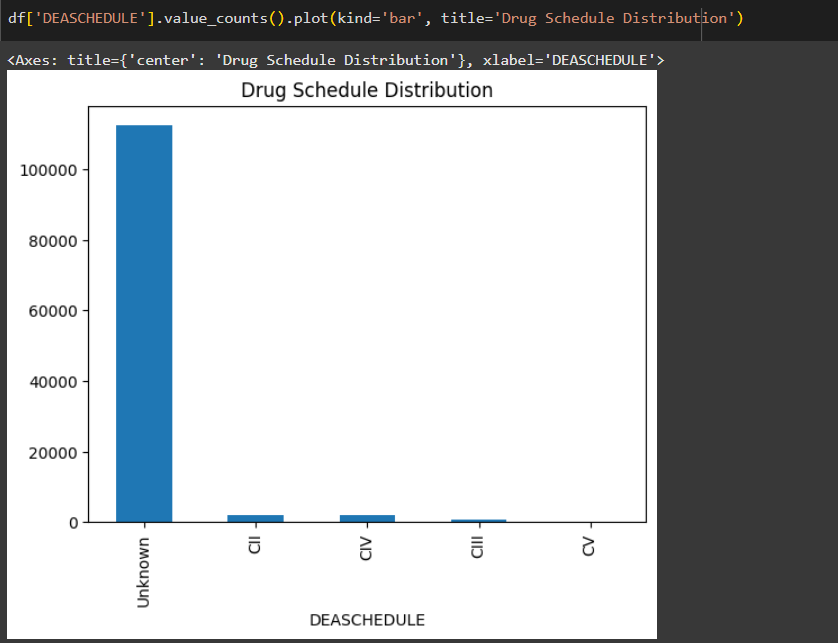 df['DEASCHEDULE'].value_counts().plot(kind='bar', title='Drug Schedule Distribution')
<Axes: title={'center': 'Drug Schedule Distribution'}, xlabel='DEASCHEDULE'>
Drug Schedule Distribution
100000
80000
60000
40000
20000
0
Unknown
CII
CIV
CIII
CV
DEASCHEDULE